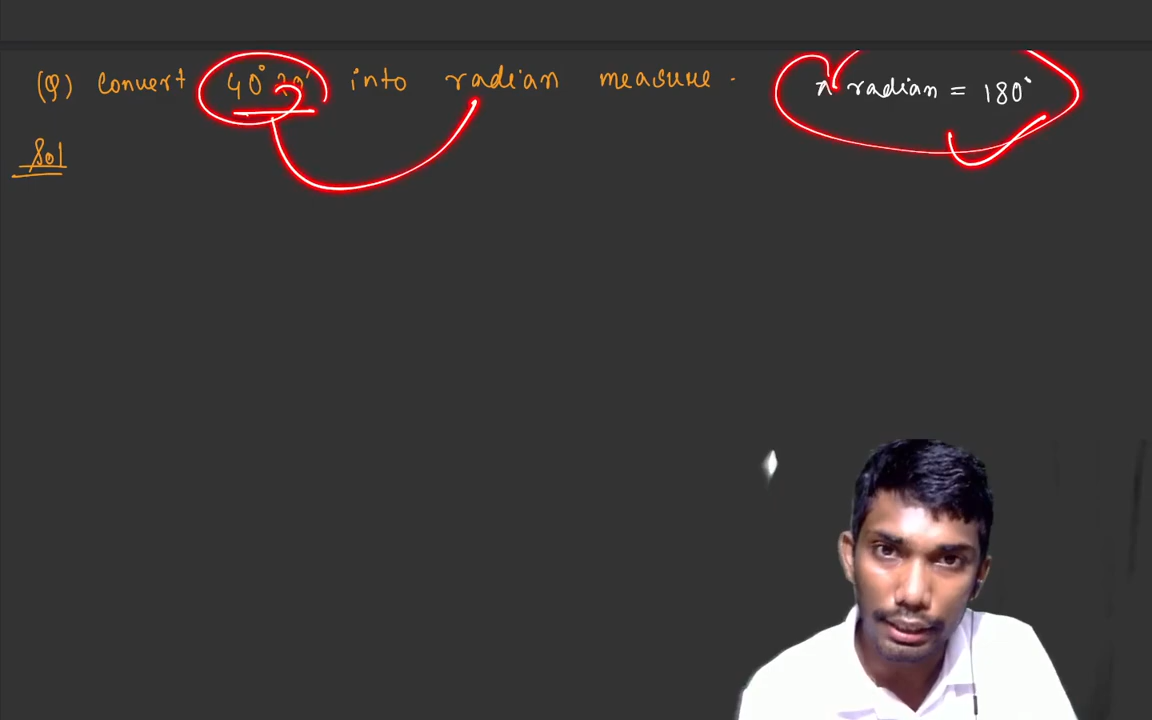 (Q) Convert 40° 20' into radian measure.
π radian = 180°
Sol